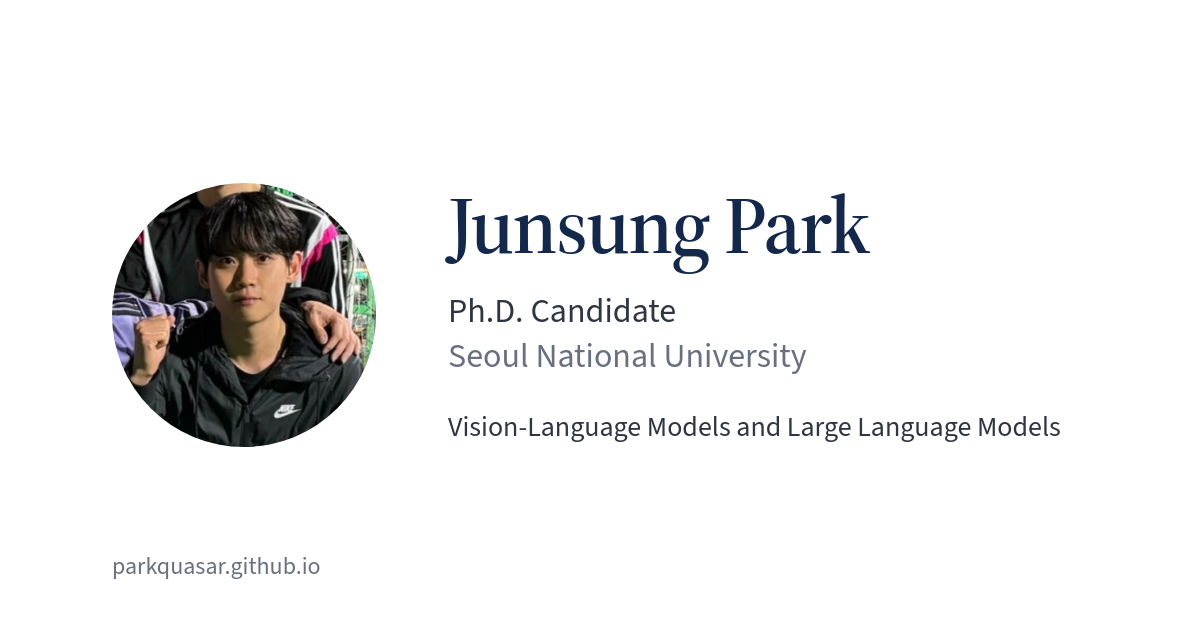 Junsung Park
Ph.D. Candidate
Seoul National University
Vision-Language Models and Large Language Models
parkquasar.github.io